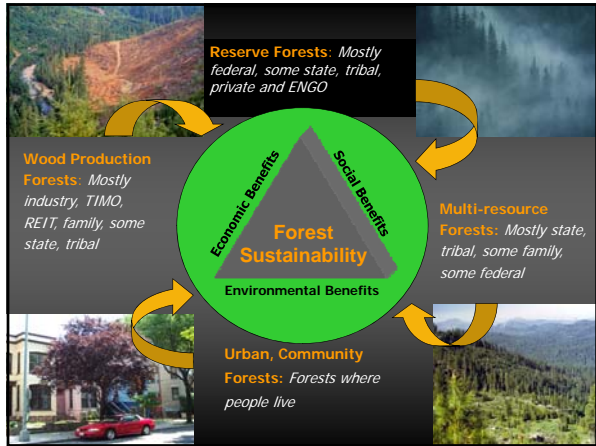 Reserve Forests: Mostly
federal, some state, tribal,
private and ENGO
Wood Production
Forests: Mostly
industry, TIMO,
REIT, family, some
state, tribal
Economic Benefits
Social Benefits
Forest
Sustainability
Environmental Benefits
Multi-resource
Forests: Mostly state,
tribal, some family,
some federal
Urban, Community
Forests: Forests where
people live